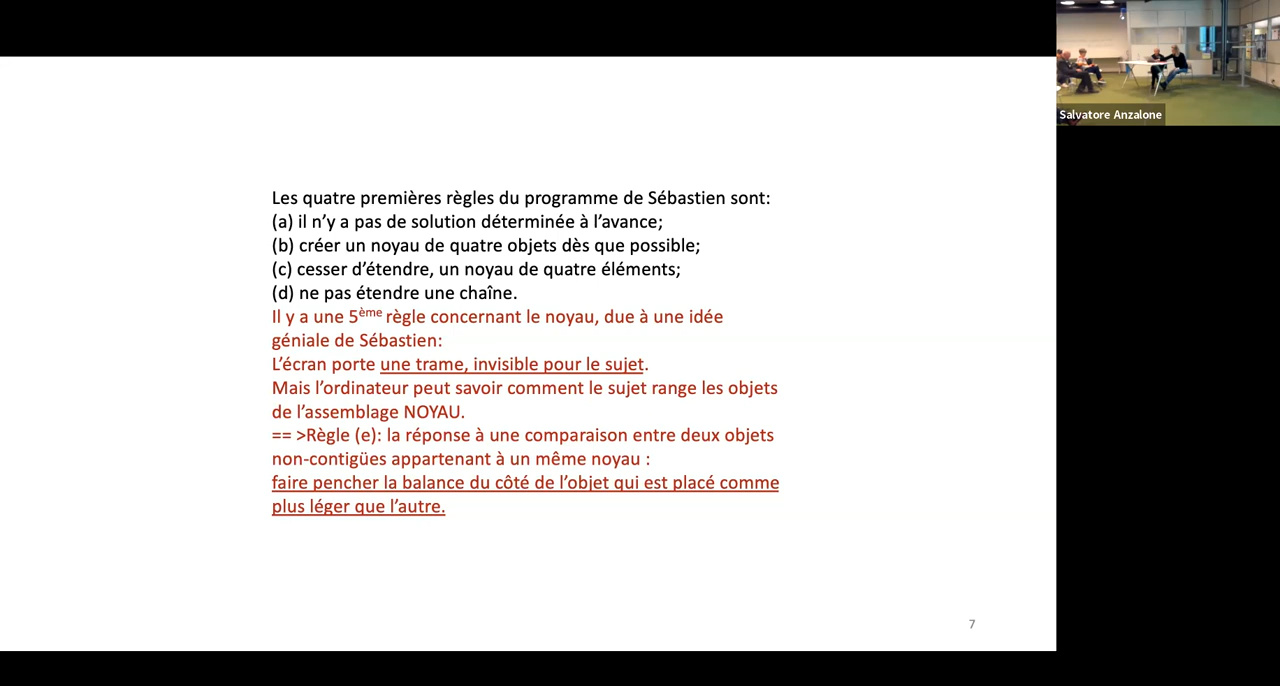 Les quatre premières règles du programme de Sébastien sont:
(a) il n’y a pas de solution déterminée à l’avance;
(b) créer un noyau de quatre objets dès que possible;
(c) cesser d’étendre, un noyau de quatre éléments;
(d) ne pas étendre une chaîne.
Il y a une 5ème règle concernant le noyau, due à une idée
géniale de Sébastien:
L’écran porte une trame, invisible pour le sujet.
Mais l’ordinateur peut savoir comment le sujet range les objets
de l’assemblage NOYAU.
== >Règle (e): la réponse à une comparaison entre deux objets
non-contigües appartenant à un même noyau :
faire pencher la balance du côté de l’objet qui est placé comme
plus léger que l’autre.
7
Salvatore Anzalone